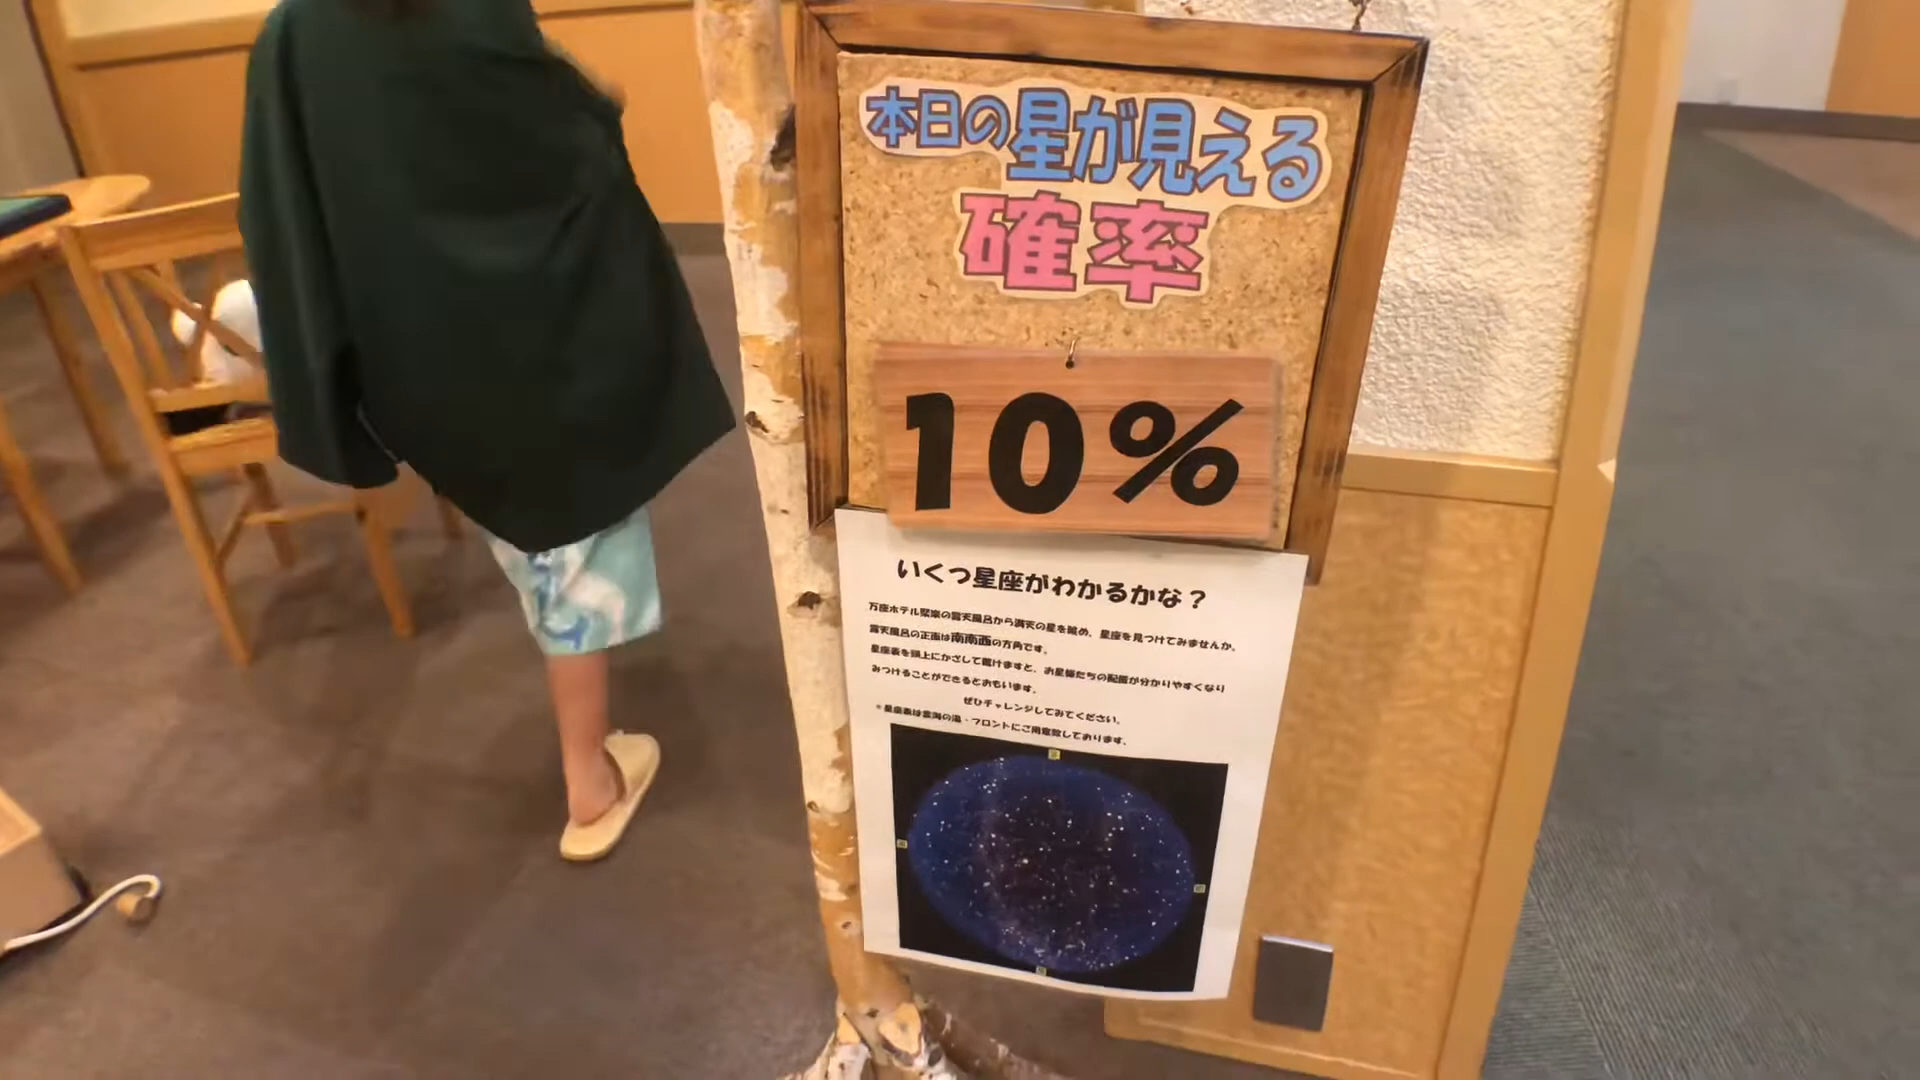 本日の星が見える
確率
10%
いくつ星座がわかるかな？
万座ホテル聚楽の露天風呂から満天の星を眺め、星座を見つけてみませんか。
露天風呂の正面は南南西の方角です。
星座表を頭上にかざして戴けますと、お星様たちの配置が分かりやすくなり
みつけることができるとおもいます。
ぜひチャレンジしてみてください。
＊星座表は雲海の湯・フロントにご用意致しております。